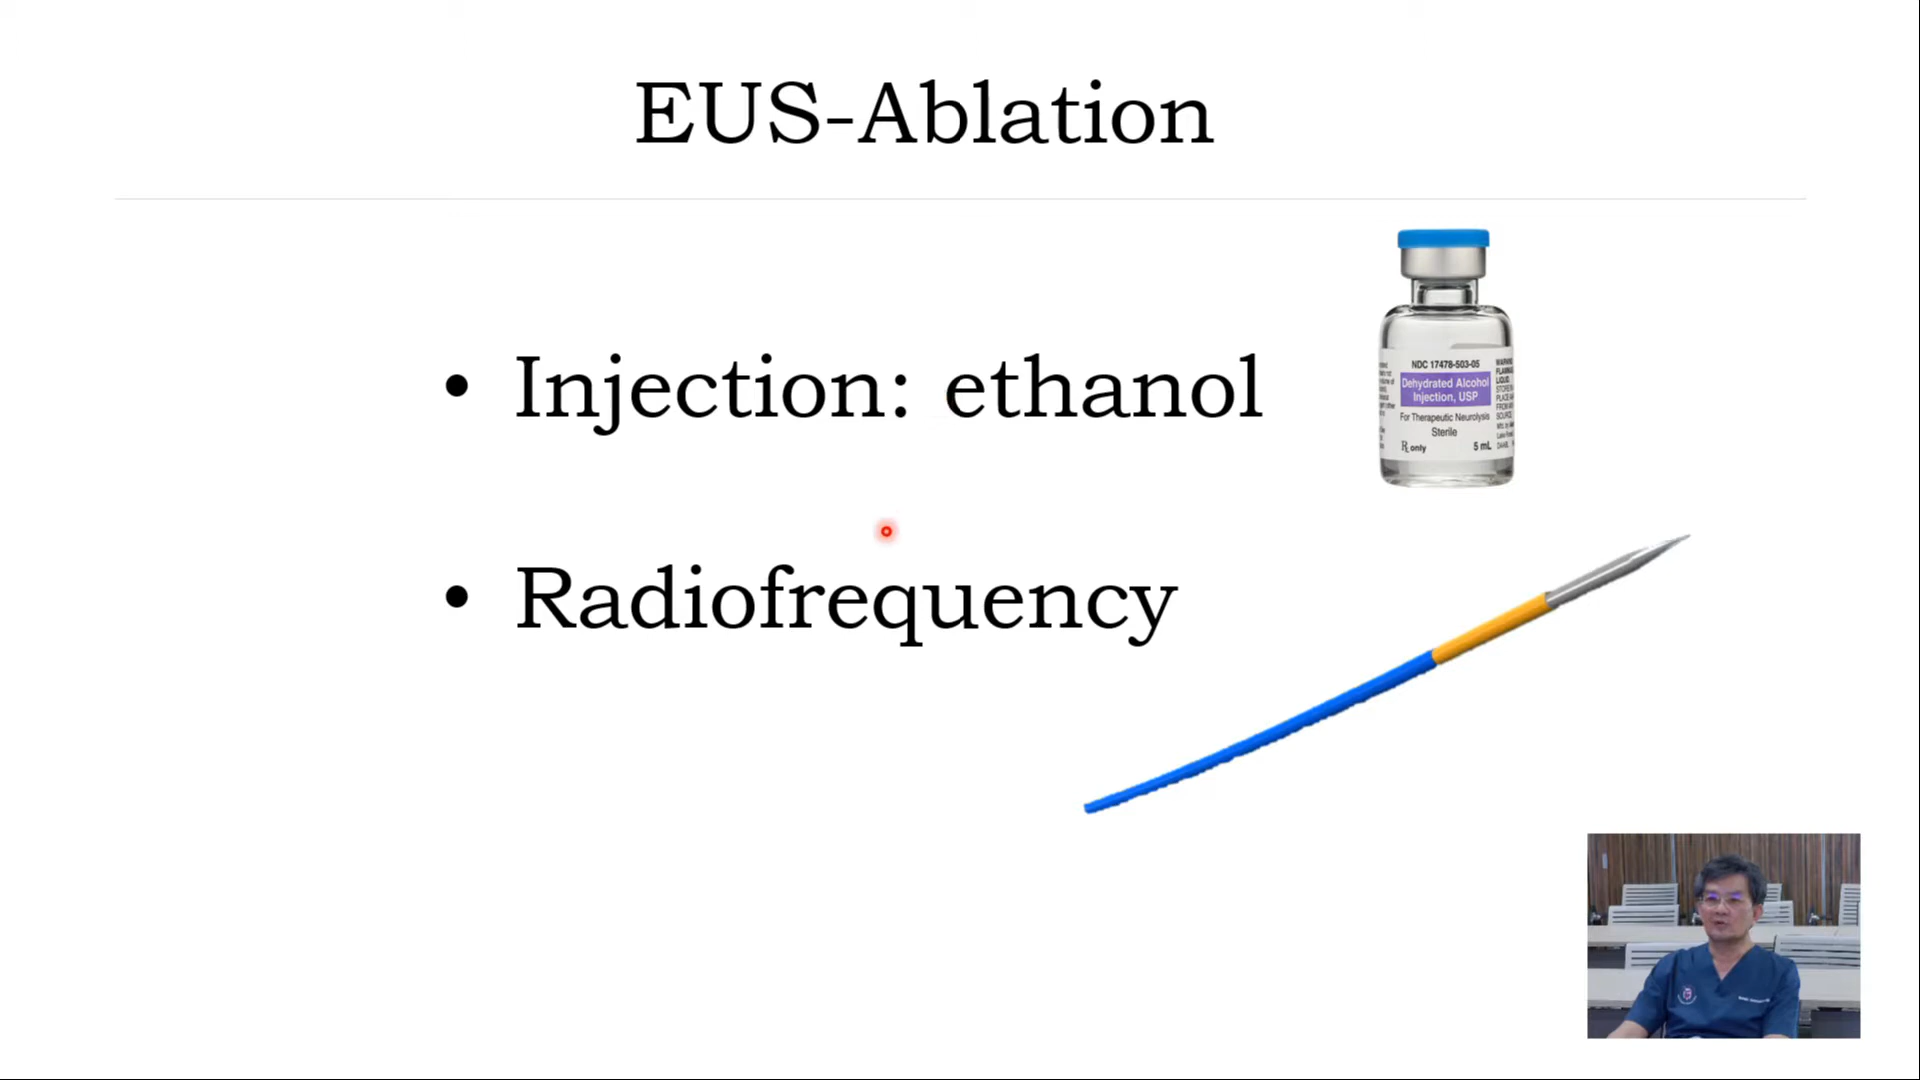 EUS-Ablation
• Injection: ethanol
NDC 17478-503-05
Dehydrated Alcohol
Injection, USP
For Therapeutic Neurolysis
Sterile
Rx only
5 mL
• Radiofrequency